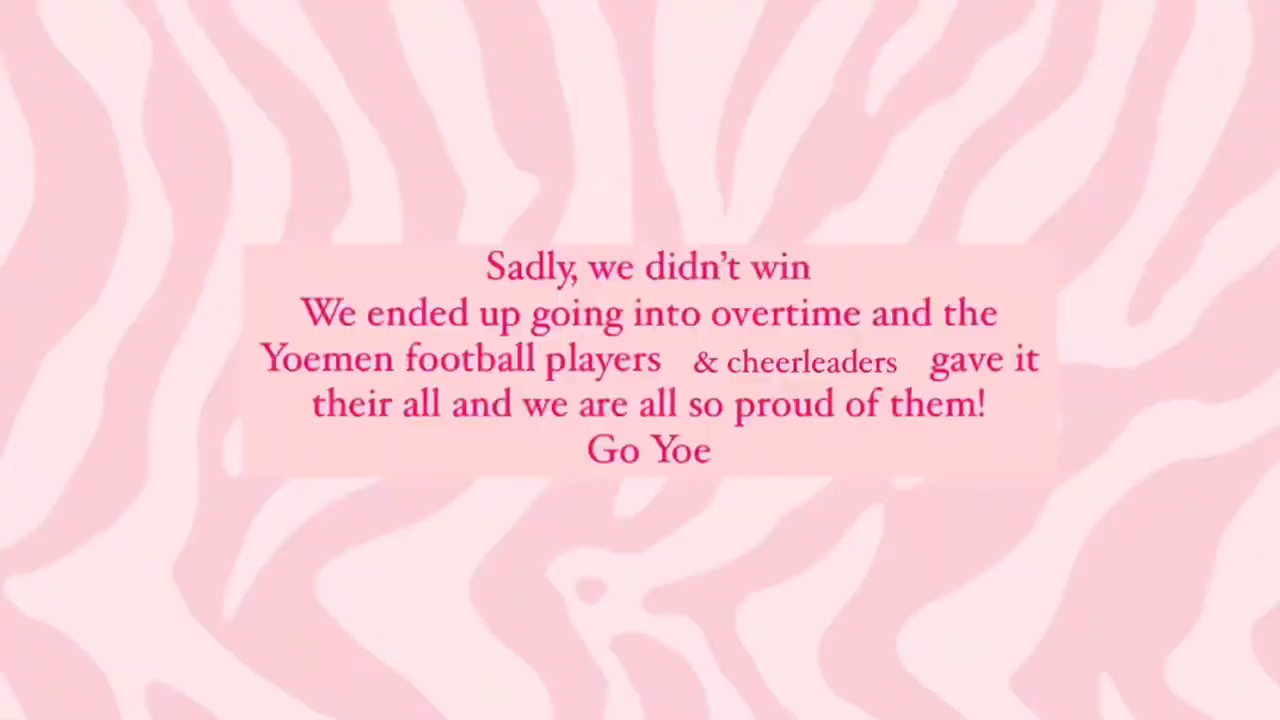 Sadly, we didn’t win
We ended up going into overtime and the
Yoemen football players & cheerleaders gave it
their all and we are all so proud of them!
Go Yoe